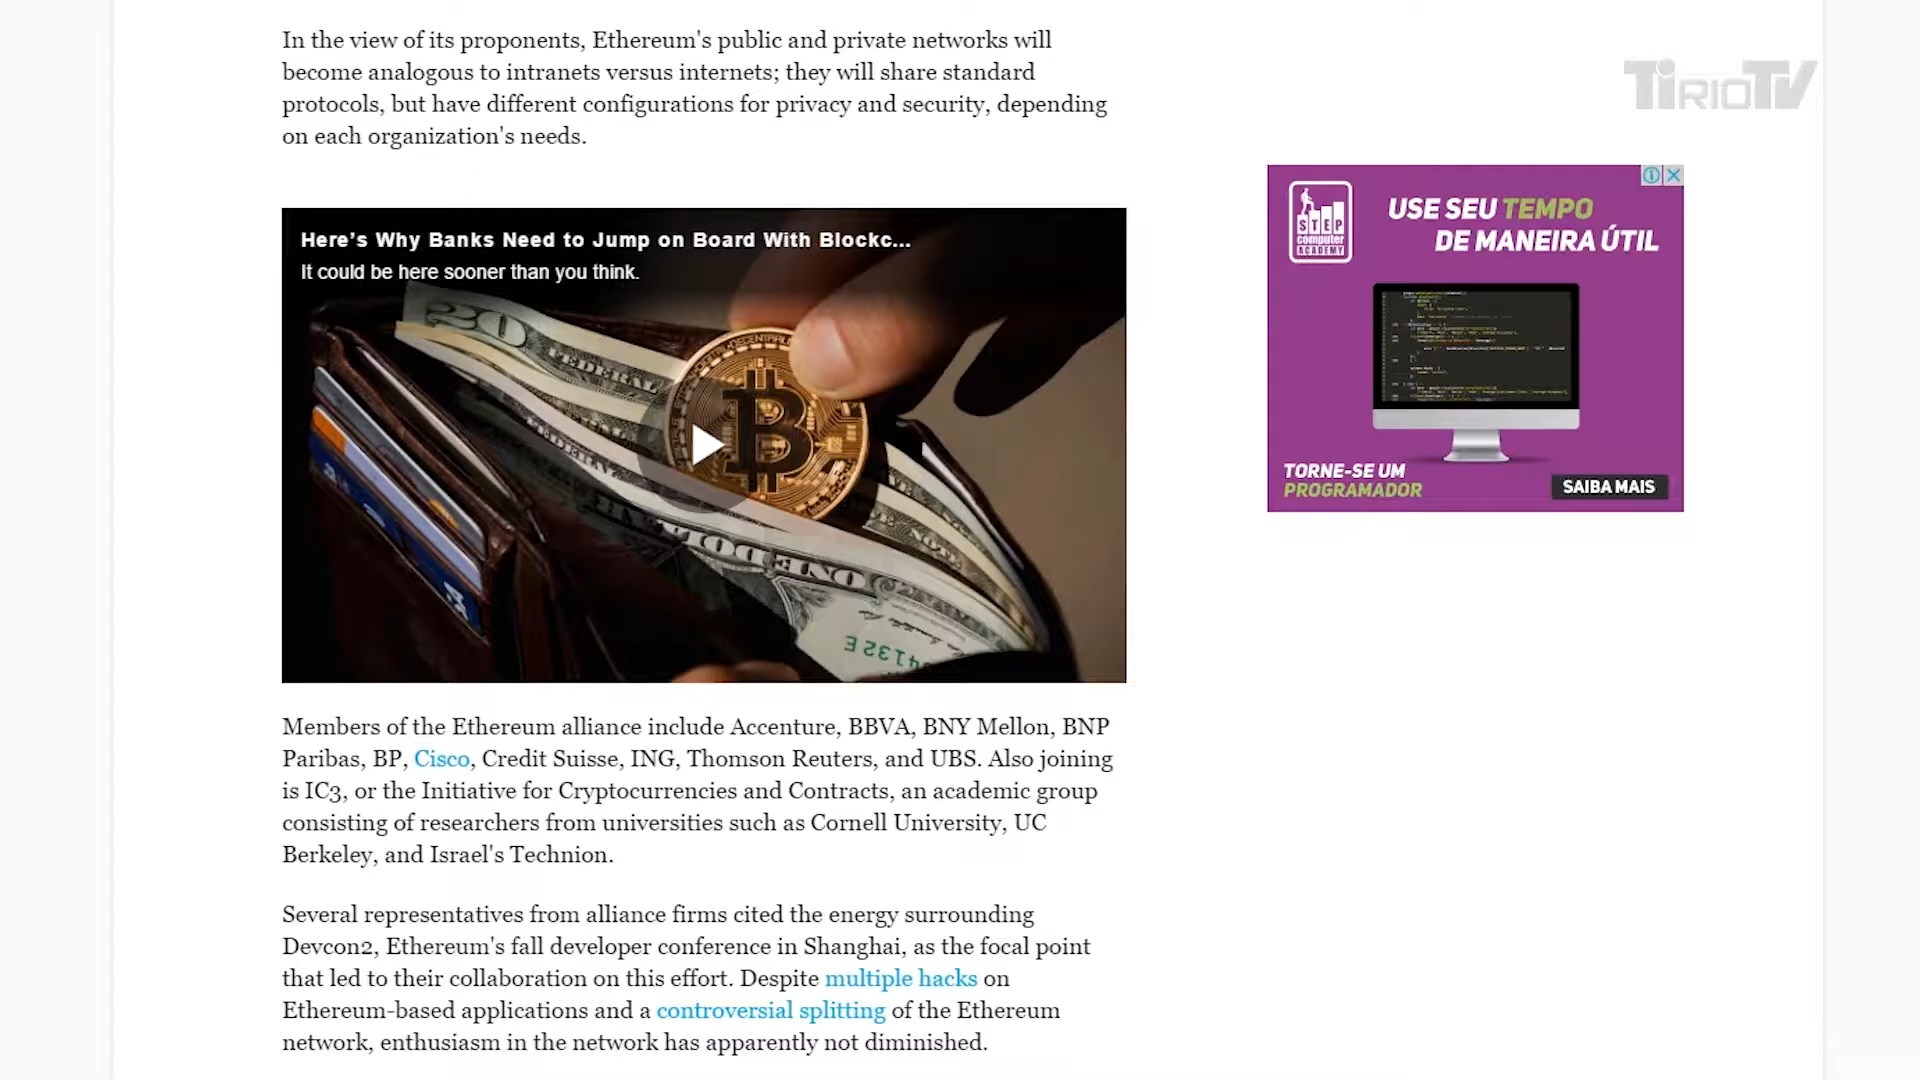 In the view of its proponents, Ethereum's public and private networks will
become analogous to intranets versus internets; they will share standard
protocols, but have different configurations for privacy and security, depending
on each organization's needs.
TiRIOTV
Here's Why Banks Need to Jump on Board With Blockc...
It could be here sooner than you think.
20
FEDERAL
ONE DOLL
STEP
computer
ACADEMY
USE SEU TEMPO
DE MANEIRA ÚTIL
TORNE-SE UM
PROGRAMADOR
SAIBA MAIS
Members of the Ethereum alliance include Accenture, BBVA, BNY Mellon, BNP
Paribas, BP, Cisco, Credit Suisse, ING, Thomson Reuters, and UBS. Also joining
is IC3, or the Initiative for Cryptocurrencies and Contracts, an academic group
consisting of researchers from universities such as Cornell University, UC
Berkeley, and Israel's Technion.
Several representatives from alliance firms cited the energy surrounding
Devcon2, Ethereum's fall developer conference in Shanghai, as the focal point
that led to their collaboration on this effort. Despite multiple hacks on
Ethereum-based applications and a controversial splitting of the Ethereum
network, enthusiasm in the network has apparently not diminished.